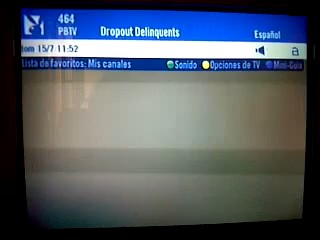 464
PBTV
Dropout Delinquents
Español
dom 15/7 11:52
a
Lista de favoritos: Mis canales
Sonido
Opciones de TV
Mini-Guía